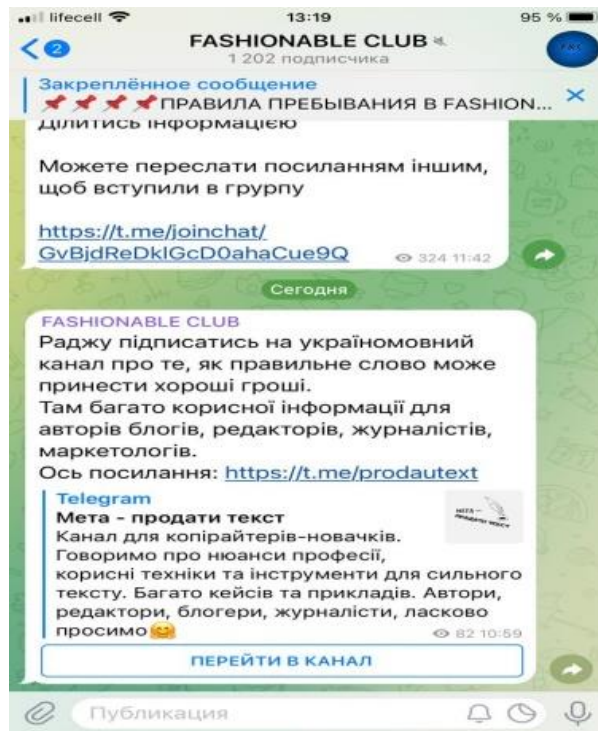 lifecell 13:19 95 %
2 FASHIONABLE CLUB
1 202 подписчика
Закреплённое сообщение
📌📌📌📌ПРАВИЛА ПРЕБЫВАНИЯ В FASHION...
Ділитись інформацією
Можете переслати посиланням іншим,
щоб вступили в грурпу
https://t.me/joinchat/
GvBjdReDklGcD0ahaCue9Q 324 11:42
Сегодня
FASHIONABLE CLUB
Раджу підписатись на україномовний
канал про те, як правильне слово може
принести хороші гроші.
Там багато корисної інформації для
авторів блогів, редакторів, журналістів,
маркетологів.
Ось посилання: https://t.me/prodautext
Telegram
Мета - продати текст
Канал для копірайтерів-новачків.
Говоримо про нюанси професії,
корисні техніки та інструменти для сильного
тексту. Багато кейсів та прикладів. Автори,
редактори, блогери, журналісти, ласково
просимо🤗 82 10:59
МЕТА -
ПРОДАТИ ТЕКСТ
ПЕРЕЙТИ В КАНАЛ
Публикация